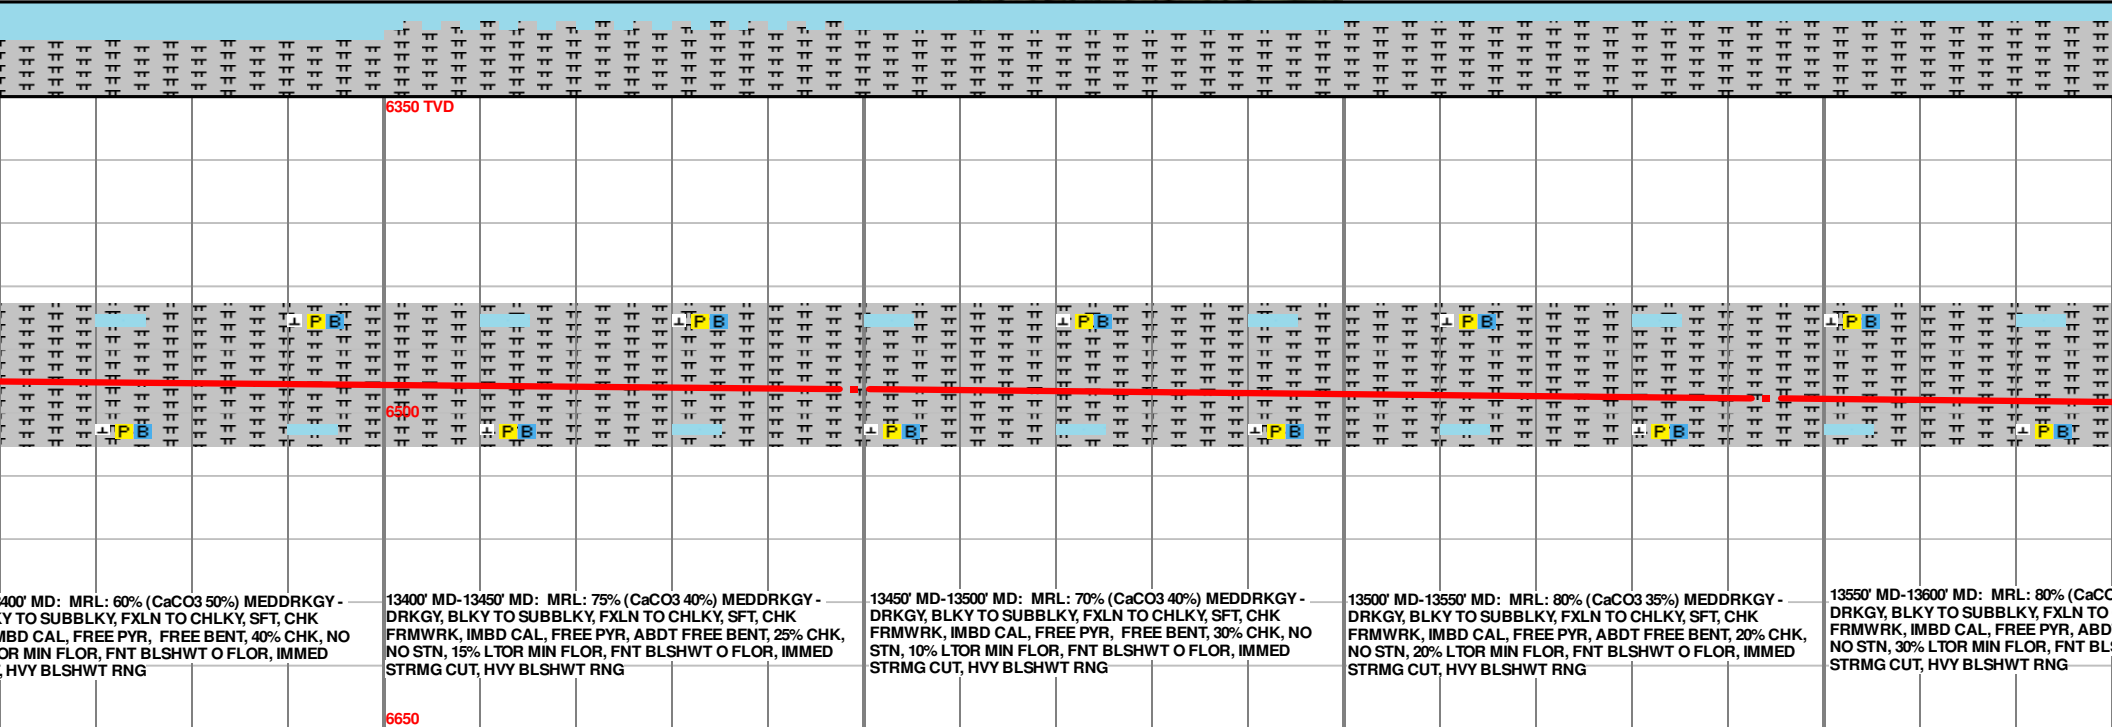 6350 TVD
P B
P B
P B
P B
P B
6500
P B
P B
P B
P B
P B
P B
400' MD: MRL: 60% (CaCO3 50%) MEDDRKGY -
KY TO SUBBLKY, FXLN TO CHLKY, SFT, CHK
MBD CAL, FREE PYR, FREE BENT, 40% CHK, NO
OR MIN FLOR, FNT BLSHWT O FLOR, IMMED
, HVY BLSHWT RNG
13400' MD-13450' MD: MRL: 75% (CaCO3 40%) MEDDRKGY -
DRKGY, BLKY TO SUBBLKY, FXLN TO CHLKY, SFT, CHK
FRMWRK, IMBD CAL, FREE PYR, ABDT FREE BENT, 25% CHK,
NO STN, 15% LTOR MIN FLOR, FNT BLSHWT O FLOR, IMMED
STRMG CUT, HVY BLSHWT RNG
13450' MD-13500' MD: MRL: 70% (CaCO3 40%) MEDDRKGY -
DRKGY, BLKY TO SUBBLKY, FXLN TO CHLKY, SFT, CHK
FRMWRK, IMBD CAL, FREE PYR, FREE BENT, 30% CHK, NO
STN, 10% LTOR MIN FLOR, FNT BLSHWT O FLOR, IMMED
STRMG CUT, HVY BLSHWT RNG
13500' MD-13550' MD: MRL: 80% (CaCO3 35%) MEDDRKGY -
DRKGY, BLKY TO SUBBLKY, FXLN TO CHLKY, SFT, CHK
FRMWRK, IMBD CAL, FREE PYR, ABDT FREE BENT, 20% CHK,
NO STN, 20% LTOR MIN FLOR, FNT BLSHWT O FLOR, IMMED
STRMG CUT, HVY BLSHWT RNG
13550' MD-13600' MD: MRL: 80% (CaCO
DRKGY, BLKY TO SUBBLKY, FXLN TO
FRMWRK, IMBD CAL, FREE PYR, ABD
NO STN, 30% LTOR MIN FLOR, FNT BL
STRMG CUT, HVY BLSHWT RNG
6650